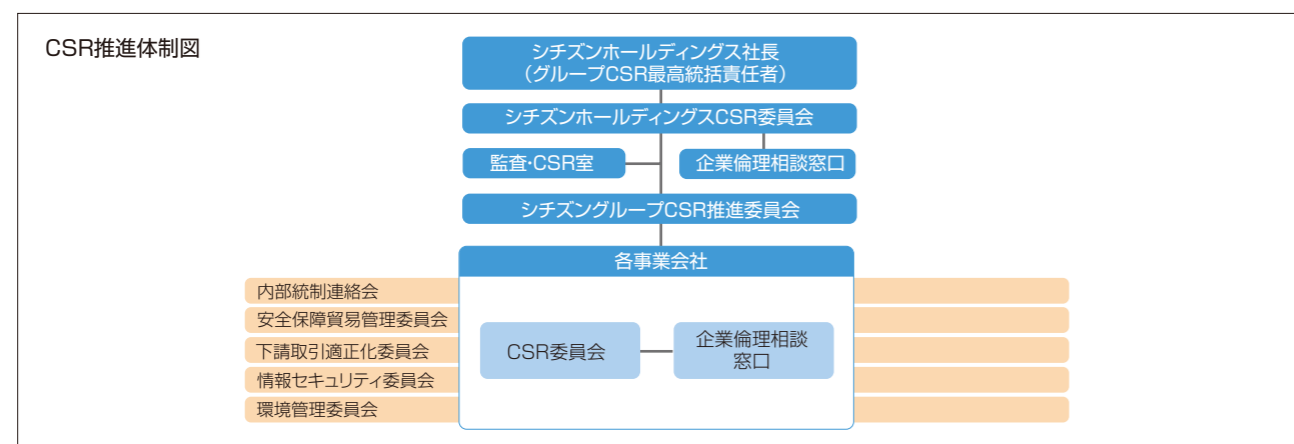 CSR推進体制図
シチズンホールディングス社長
（グループCSR最高統括責任者）
シチズンホールディングスCSR委員会
監査・CSR室
企業倫理相談窓口
シチズングループCSR推進委員会
各事業会社
内部統制連絡会
安全保障貿易管理委員会
下請取引適正化委員会
情報セキュリティ委員会
環境管理委員会
CSR委員会
企業倫理相談
窓口